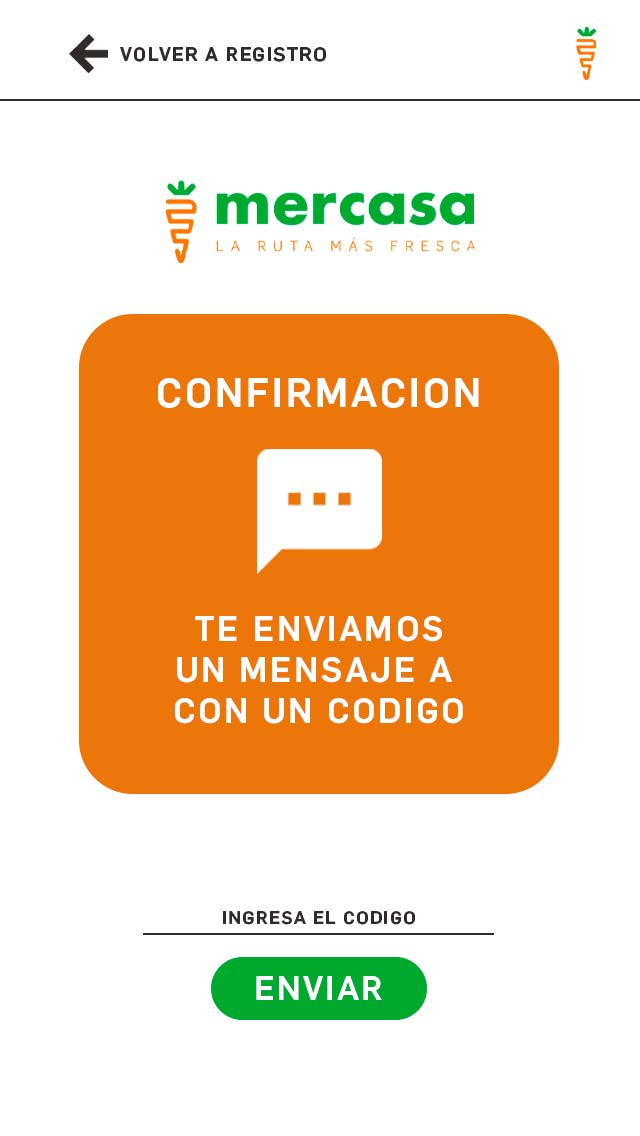 VOLVER A REGISTRO
mercasa
LA RUTA MÁS FRESCA
CONFIRMACION
TE ENVIAMOS
UN MENSAJE A
CON UN CODIGO
INGRESA EL CODIGO
ENVIAR